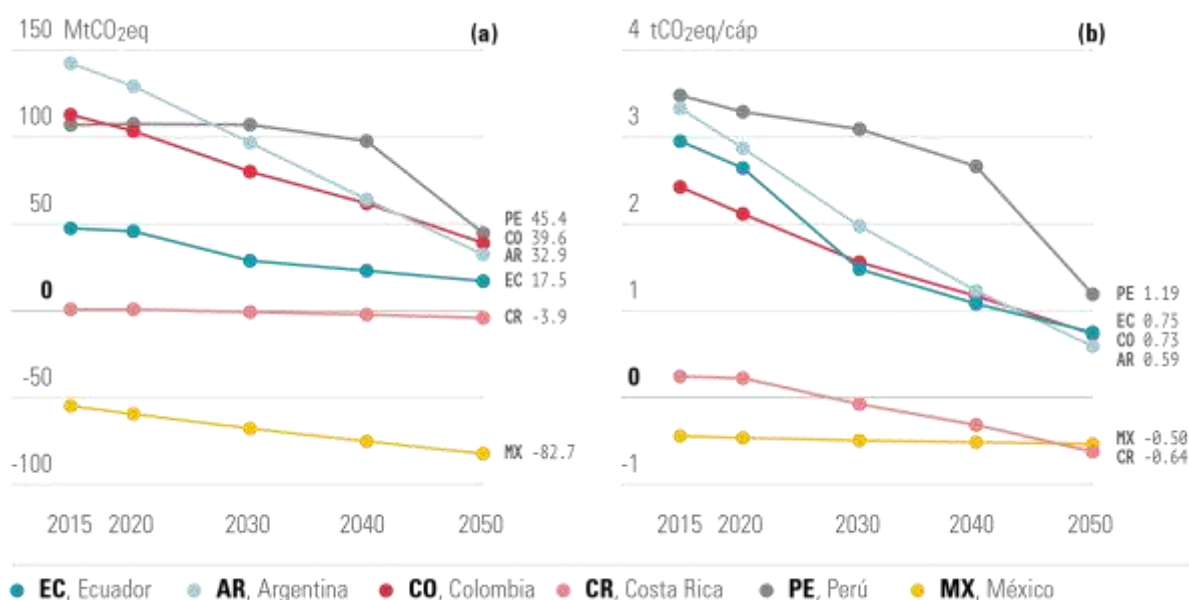 150 MtCO₂eq (a)
100
50
0
-50
-100
PE 45.4
CO 39.6
AR 32.9
EC 17.5
CR -3.9
MX -82.7
2015 2020 2030 2040 2050
4 tCO₂eq/cáp (b)
3
2
1
0
-1
PE 1.19
EC 0.75
CO 0.73
AR 0.59
MX -0.50
CR -0.64
2015 2020 2030 2040 2050
EC, Ecuador AR, Argentina CO, Colombia CR, Costa Rica PE, Perú MX, México